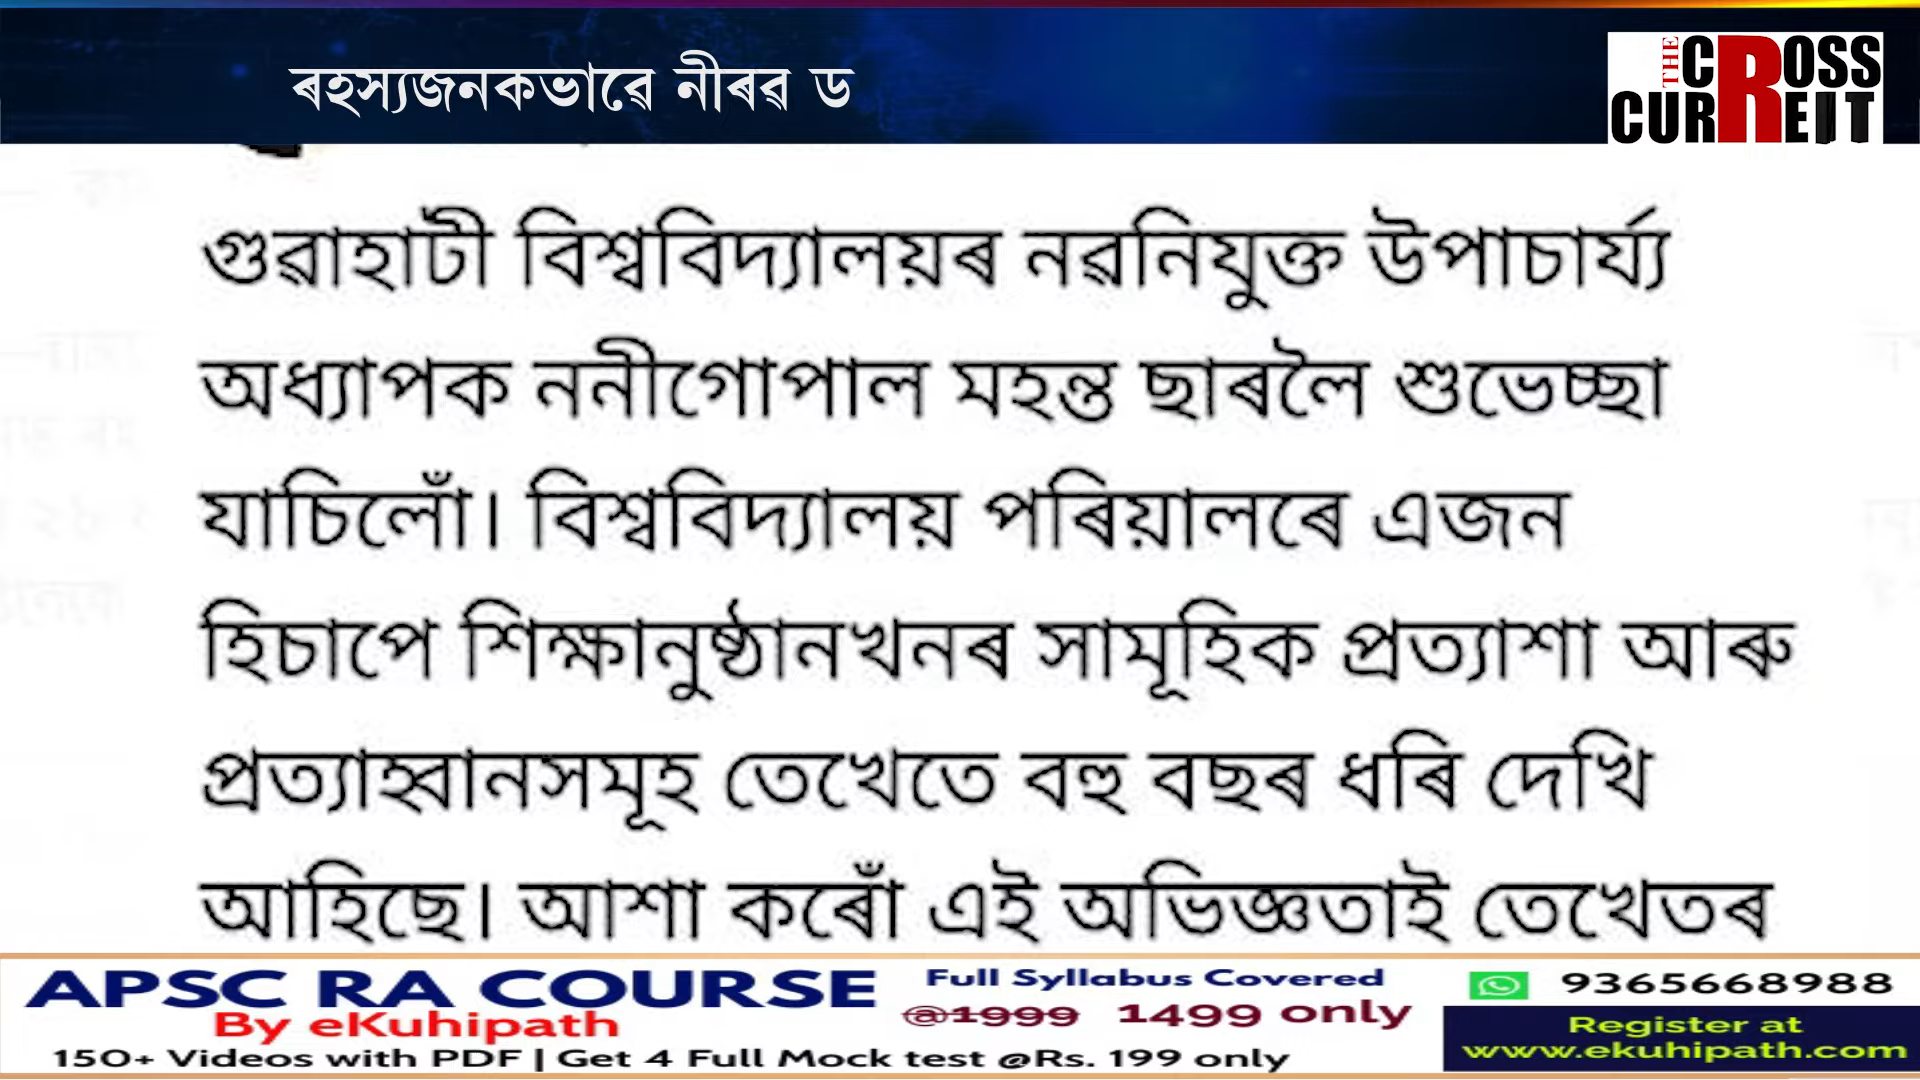 ৰহস্যজনকভাৱে নীৰৱ ড
THE CROSS
CURREIT
গুৱাহাটী বিশ্ববিদ্যালয়ৰ নৱনিযুক্ত উপাচাৰ্য্য
অধ্যাপক ননীগোপাল মহন্ত ছাৰলৈ শুভেচ্ছা
যাচিলোঁ। বিশ্ববিদ্যালয় পৰিয়ালৰে এজন
হিচাপে শিক্ষানুষ্ঠানখনৰ সামূহিক প্ৰত্যাশা আৰু
প্ৰত্যাহ্বানসমূহ তেখেতে বহু বছৰ ধৰি দেখি
আহিছে। আশা কৰোঁ এই অভিজ্ঞতাই তেখেতৰ
APSC RA COURSE
By eKuhipath
150+ Videos with PDF | Get 4 Full Mock test @Rs. 199 only
Full Syllabus Covered
@1999 1499 only
9365668988
Register at
www.ekuhipath.com